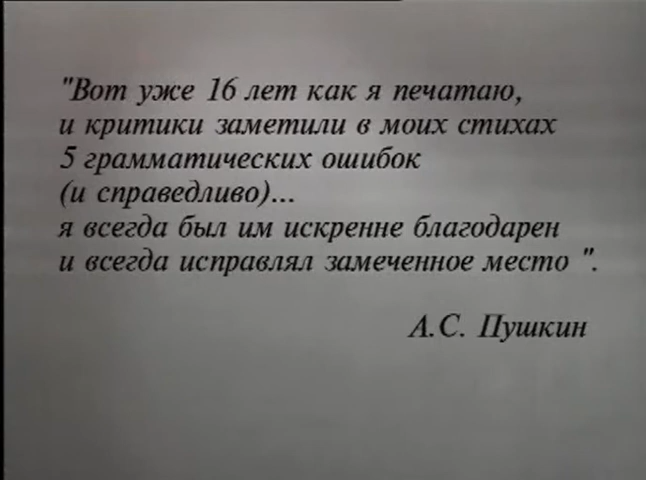 "Вот уже 16 лет как я печатаю,
и критики заметили в моих стихах
5 грамматических ошибок
(и справедливо)...
я всегда был им искренне благодарен
и всегда исправлял замеченное место ".
А.С. Пушкин